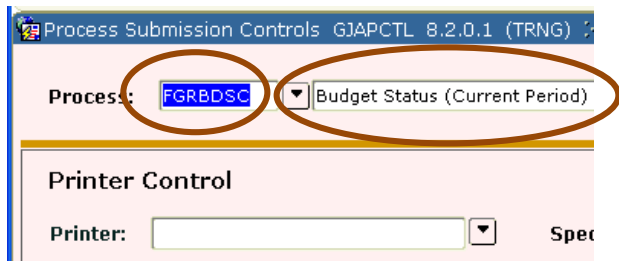 Process Submission Controls GJAPCTL 8.2.0.1 (TRNG)
Process: FGRBDSC Budget Status (Current Period)
Printer Control
Printer: Spec